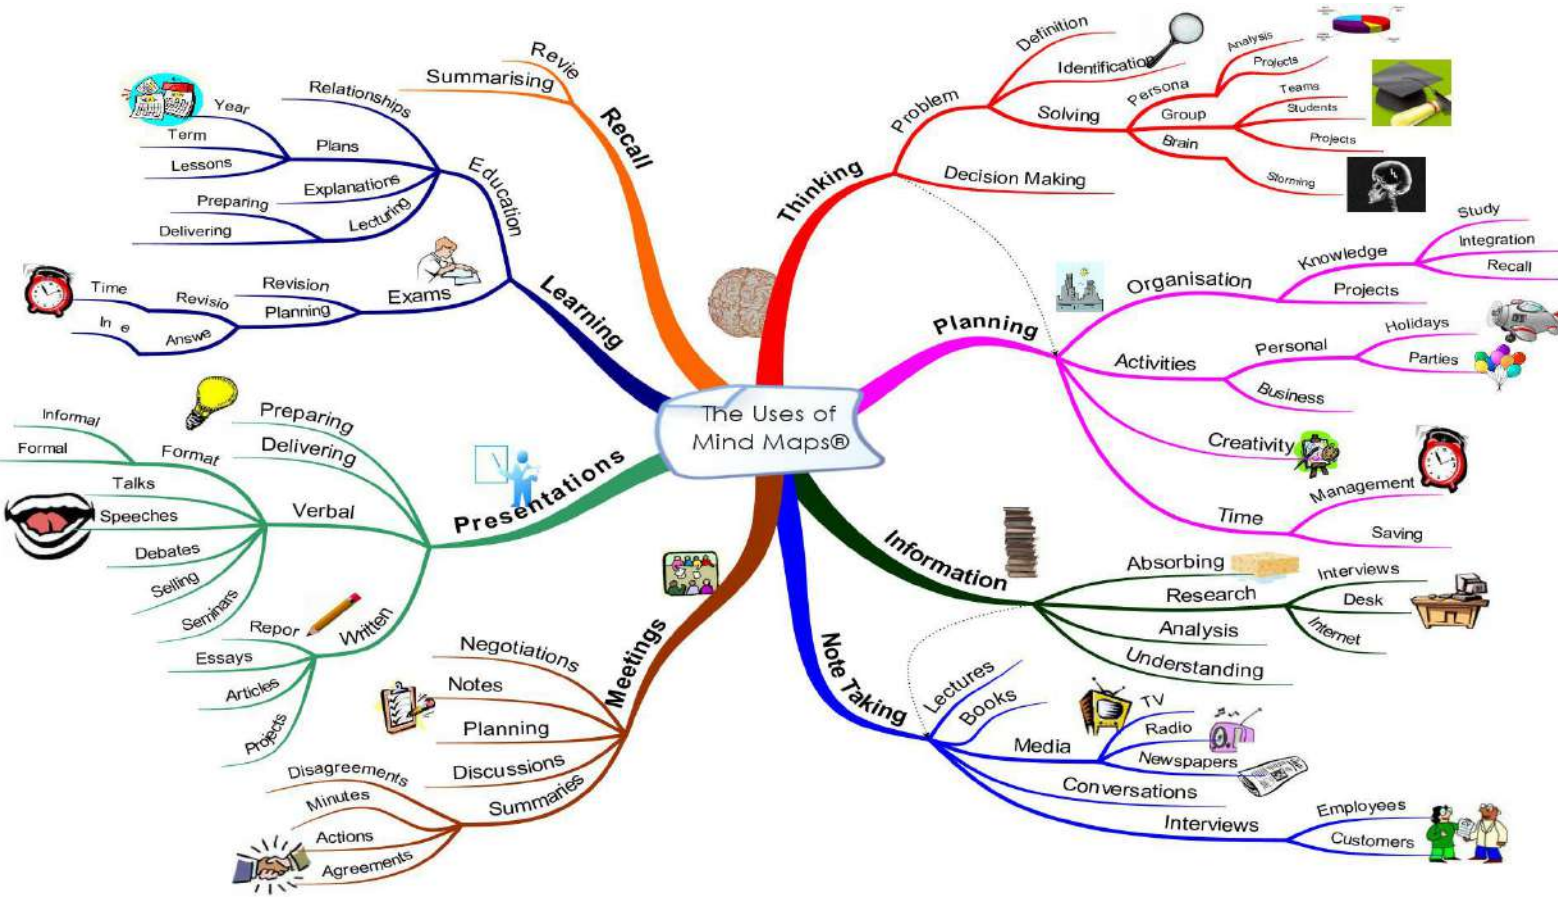 The Uses of
Mind Maps®
Thinking
Problem
Definition
Identification
Solving
Persona
Analysis
Projects
Group
Teams
Students
Projects
Brain
Storming
Decision Making
Planning
Organisation
Knowledge
Study
Integration
Recall
Projects
Activities
Personal
Holidays
Parties
Business
Creativity
Time
Management
Saving
Information
Absorbing
Research
Interviews
Desk
Internet
Analysis
Understanding
Note Taking
Lectures
Books
Media
TV
Radio
Newspapers
Conversations
Interviews
Employees
Customers
Meetings
Negotiations
Notes
Planning
Discussions
Summaries
Disagreements
Minutes
Actions
Agreements
Presentations
Preparing
Delivering
Verbal
Format
Informal
Formal
Talks
Speeches
Debates
Selling
Seminars
Written
Repor
Essays
Articles
Projects
Learning
Education
Relationships
Plans
Year
Term
Lessons
Explanations
Lecturing
Preparing
Delivering
Exams
Revision
Planning
Revisio
Time
Answe
In e
Recall
Revie
Summarising